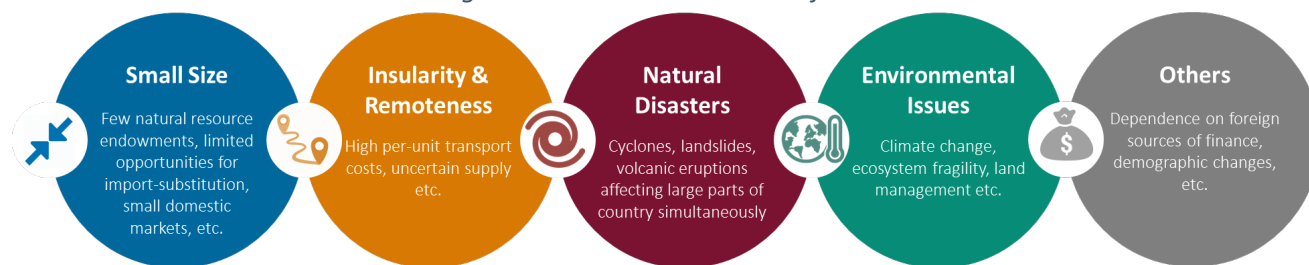 Small Size
Few natural resource
endowments, limited
opportunities for
import-substitution,
small domestic
markets, etc.
Insularity &
Remoteness
High per-unit transport
costs, uncertain supply
etc.
Natural
Disasters
Cyclones, landslides,
volcanic eruptions
affecting large parts of
country simultaneously
Environmental
Issues
Climate change,
ecosystem fragility, land
management etc.
$
Others
Dependence on foreign
sources of finance,
demographic changes,
etc.